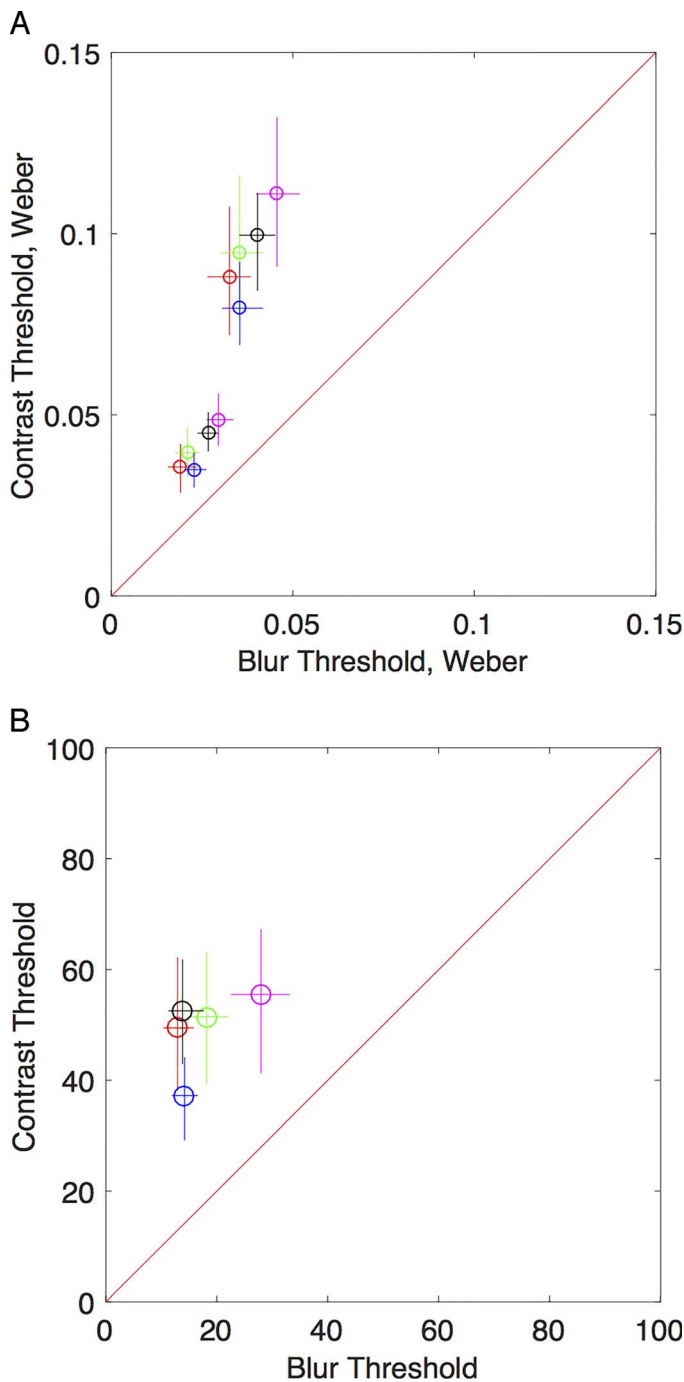 A
0.15
0.1
0.05
0
Contrast Threshold, Weber
0 0.05 0.1 0.15
Blur Threshold, Weber
B
100
80
60
40
20
0
Contrast Threshold
0 20 40 60 80 100
Blur Threshold